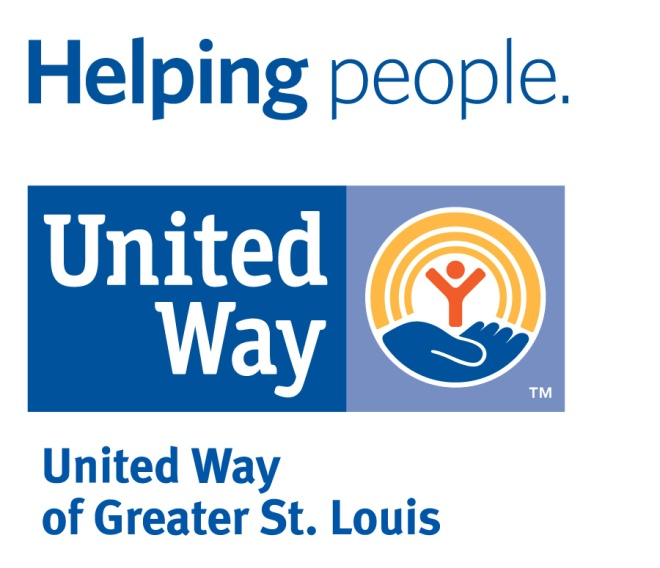 Helping people.
United
Way
TM
United Way
of Greater St. Louis